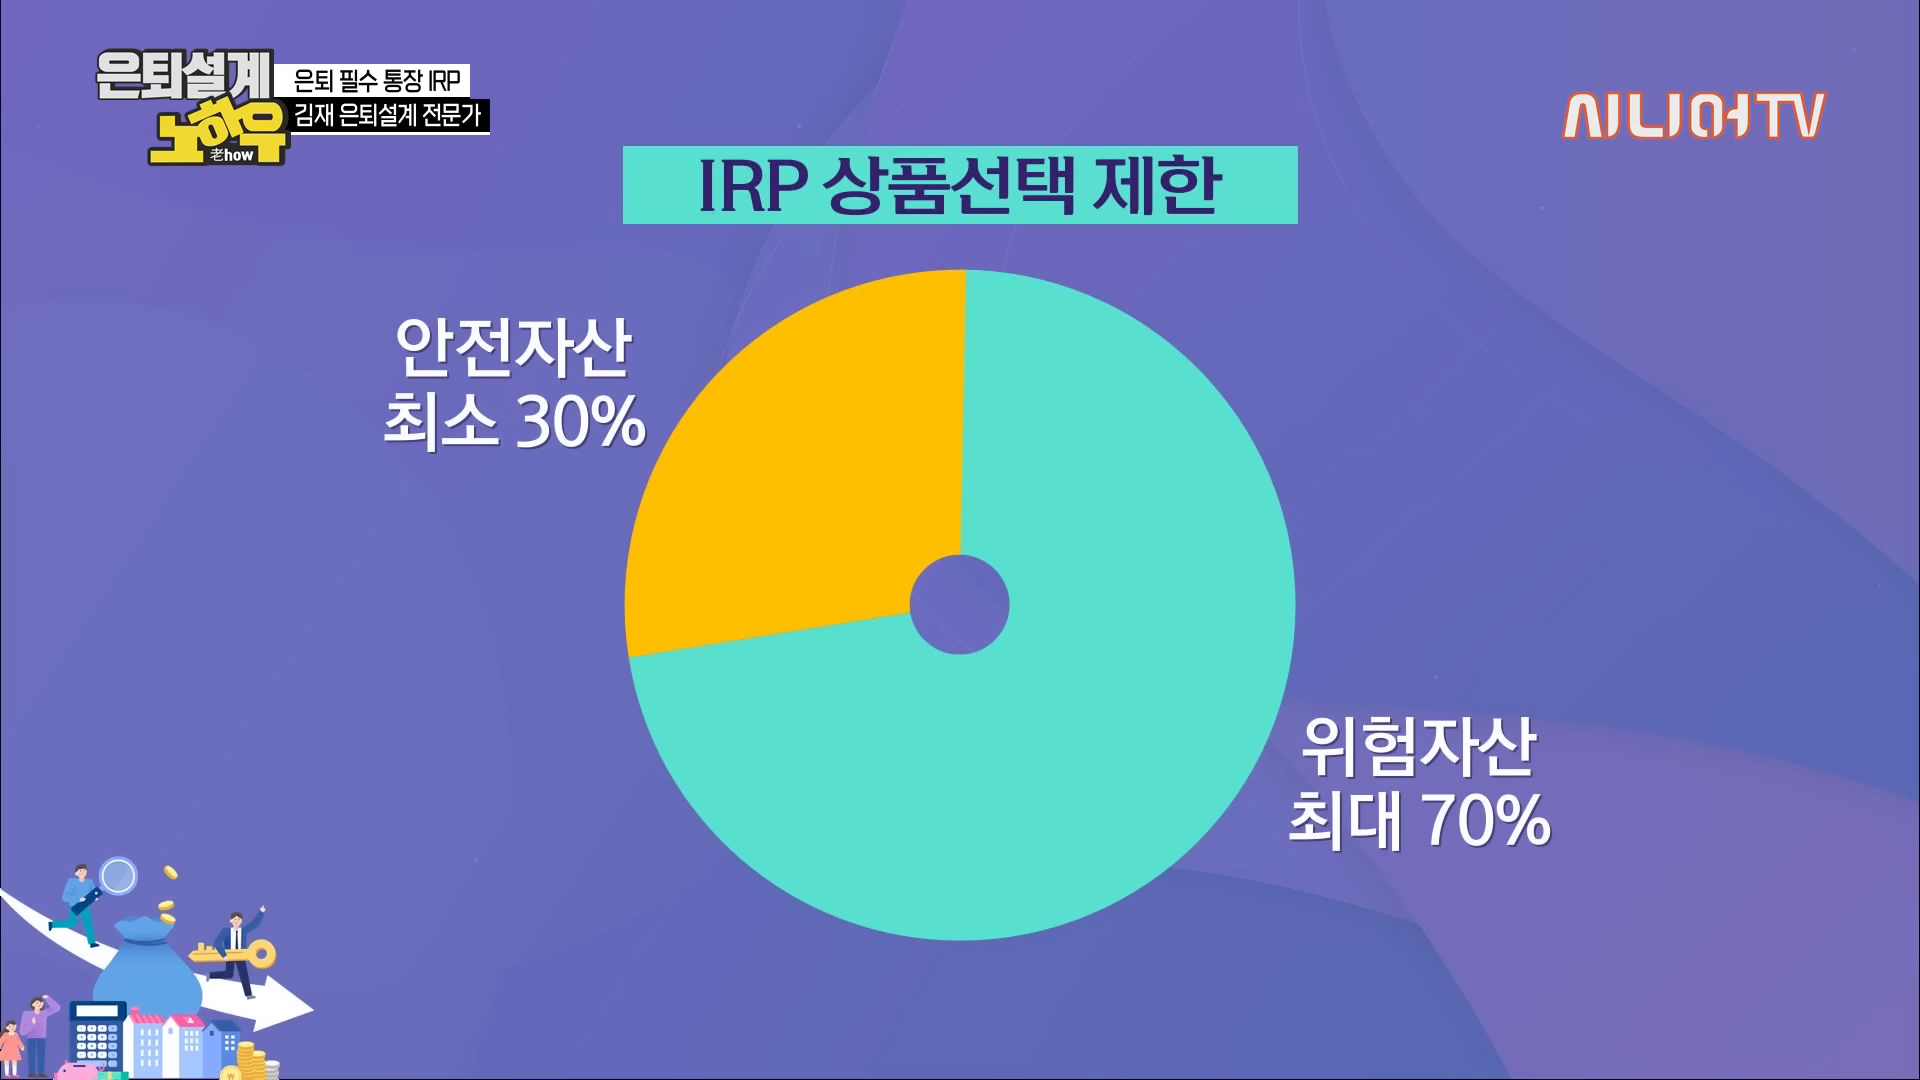 은퇴설계
노하우
老how
은퇴 필수 통장 IRP
김재 은퇴설계 전문가
시니어TV
IRP 상품선택 제한
안전자산
최소 30%
위험자산
최대 70%
₩